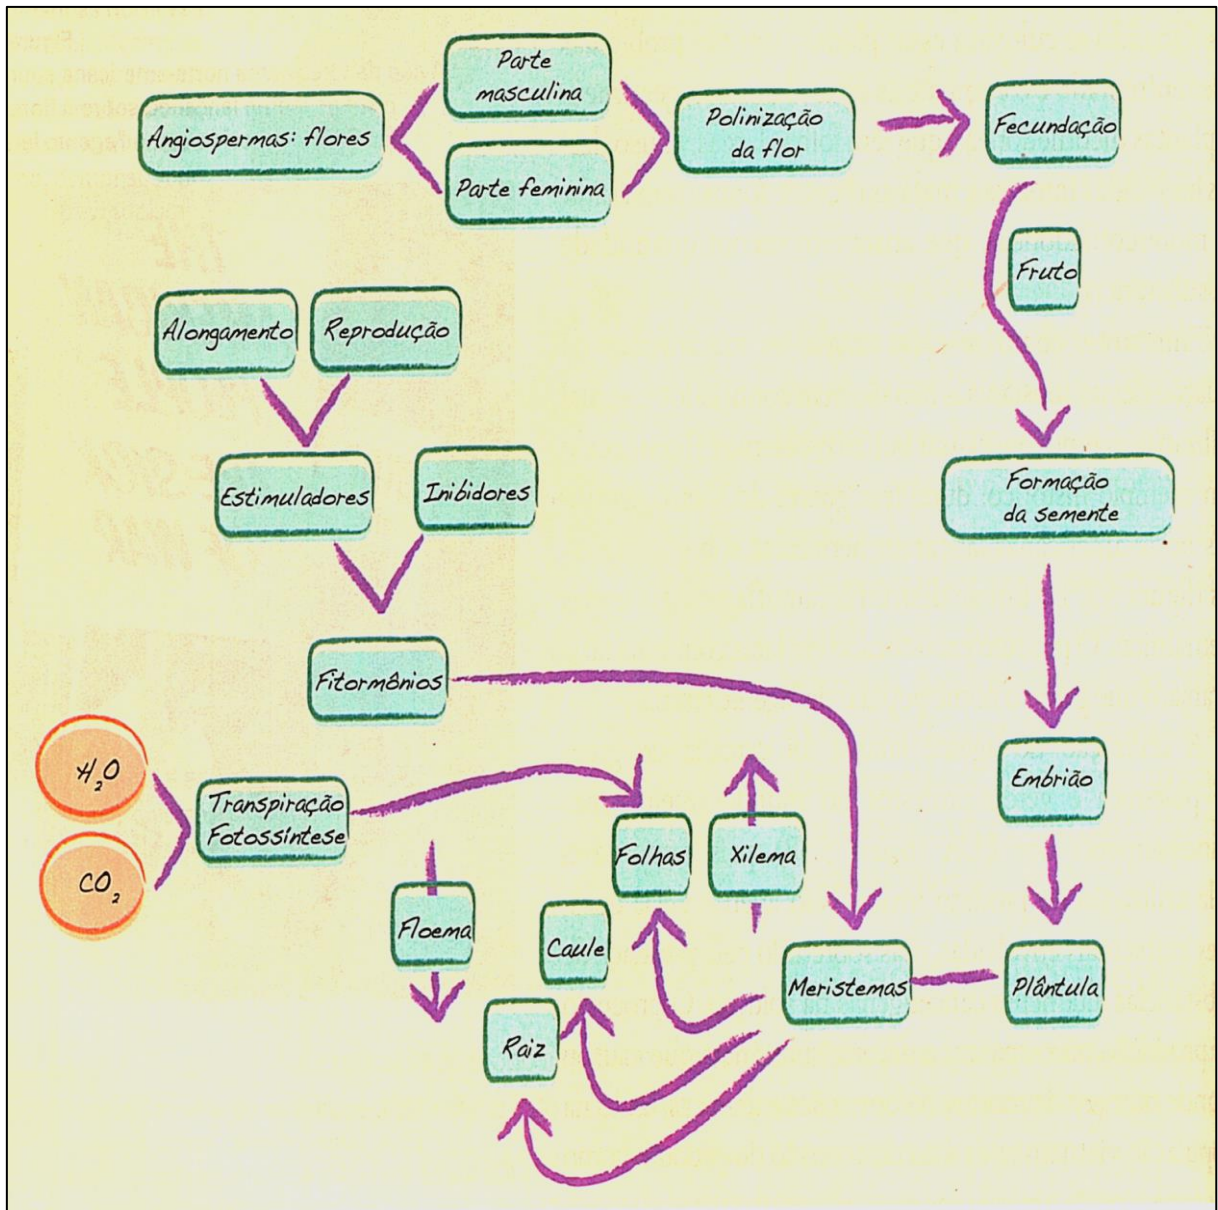 Parte
masculina
Angiospermas: flores
Polinização
da flor
Fecundação
Parte feminina
Fruto
Alongamento
Reprodução
Estimuladores
Inibidores
Formação
da semente
Fitormônios
H₂O
Transpiração
Fotossíntese
Embrião
Folhas
Xilema
CO₂
Floema
Caule
Meristemas
Plântula
Raiz